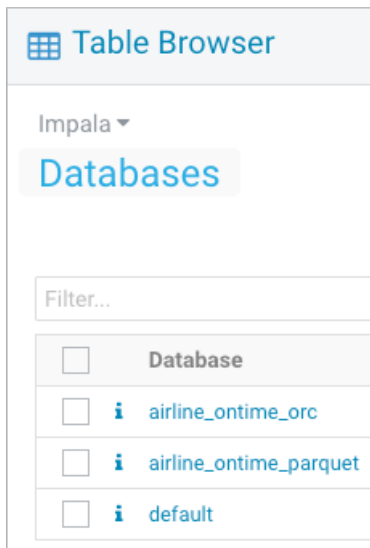 Table Browser
Impala
Databases
Filter...
Database
i airline_ontime_orc
i airline_ontime_parquet
i default